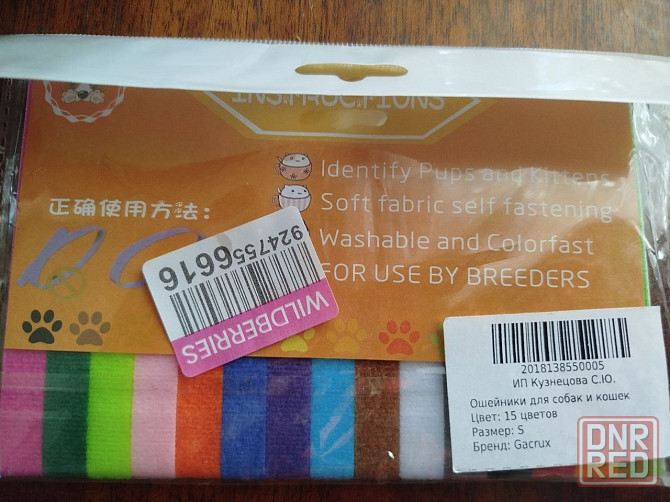 INSTRUCTIONS
Identify Pups and Kittens
Soft fabric self fastening
Washable and Colorfast
FOR USE BY BREEDERS
正确使用方法:
9247556616
WILDBERRIES
2018138550005
ИП Кузнецова С.Ю.
Ошейники для собак и кошек
Цвет: 15 цветов
Размер: S
Бренд: Gacrux
DNR
RED